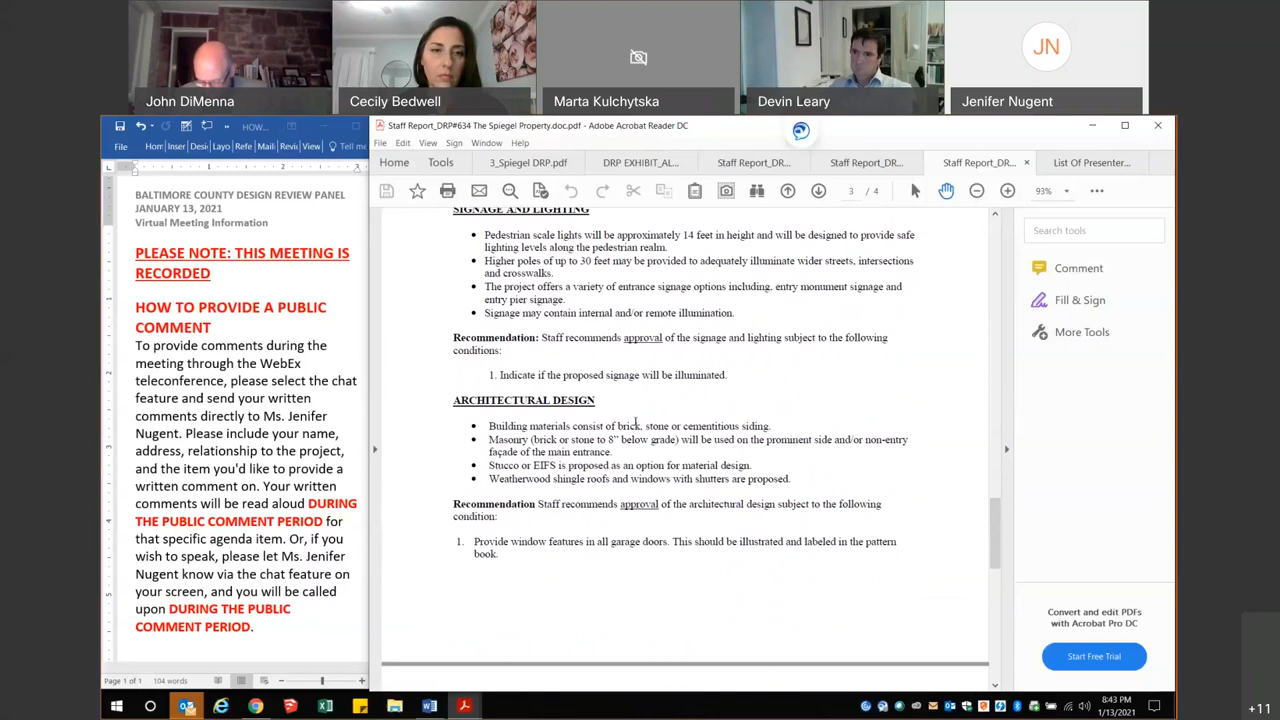 John DiMenna
Cecily Bedwell
Marta Kulchytska
Devin Leary
JN
Jenifer Nugent
HOW...
File
Hom
Inser
Desi
Layo
Refe
Mail
Revi
View
Tell me
BALTIMORE COUNTY DESIGN REVIEW PANEL
JANUARY 13, 2021
Virtual Meeting Information
PLEASE NOTE: THIS MEETING IS
RECORDED
HOW TO PROVIDE A PUBLIC
COMMENT
To provide comments during the
meeting through the WebEx
teleconference, please select the chat
feature and send your written
comments directly to Ms. Jenifer
Nugent. Please include your name,
address, relationship to the project,
and the item you'd like to provide a
written comment on. Your written
comments will be read aloud DURING
THE PUBLIC COMMENT PERIOD for
that specific agenda item. Or, if you
wish to speak, please let Ms. Jenifer
Nugent know via the chat feature on
your screen, and you will be called
upon DURING THE PUBLIC
COMMENT PERIOD.
Page 1 of 1 104 words
Staff Report_DRP#634 The Spiegel Property.doc.pdf - Adobe Acrobat Reader DC
File Edit View Sign Window Help
Home Tools 3_Spiegel DRP.pdf DRP EXHIBIT_AL... Staff Report_DR... Staff Report_DR... Staff Report_DR... List Of Presenter...
3 / 4 93%
SIGNAGE AND LIGHTING
• Pedestrian scale lights will be approximately 14 feet in height and will be designed to provide safe
lighting levels along the pedestrian realm.
• Higher poles of up to 30 feet may be provided to adequately illuminate wider streets, intersections
and crosswalks.
• The project offers a variety of entrance signage options including, entry monument signage and
entry pier signage.
• Signage may contain internal and/or remote illumination.
Recommendation: Staff recommends approval of the signage and lighting subject to the following
conditions:
1. Indicate if the proposed signage will be illuminated.
ARCHITECTURAL DESIGN
• Building materials consist of brick, stone or cementitious siding.
• Masonry (brick or stone to 8” below grade) will be used on the prominent side and/or non-entry
façade of the main entrance.
• Stucco or EIFS is proposed as an option for material design.
• Weatherwood shingle roofs and windows with shutters are proposed.
Recommendation Staff recommends approval of the architectural design subject to the following
condition:
1. Provide window features in all garage doors. This should be illustrated and labeled in the pattern
book.
Search tools
Comment
Fill & Sign
More Tools
Convert and edit PDFs
with Acrobat Pro DC
Start Free Trial
8:43 PM
1/13/2021
+11